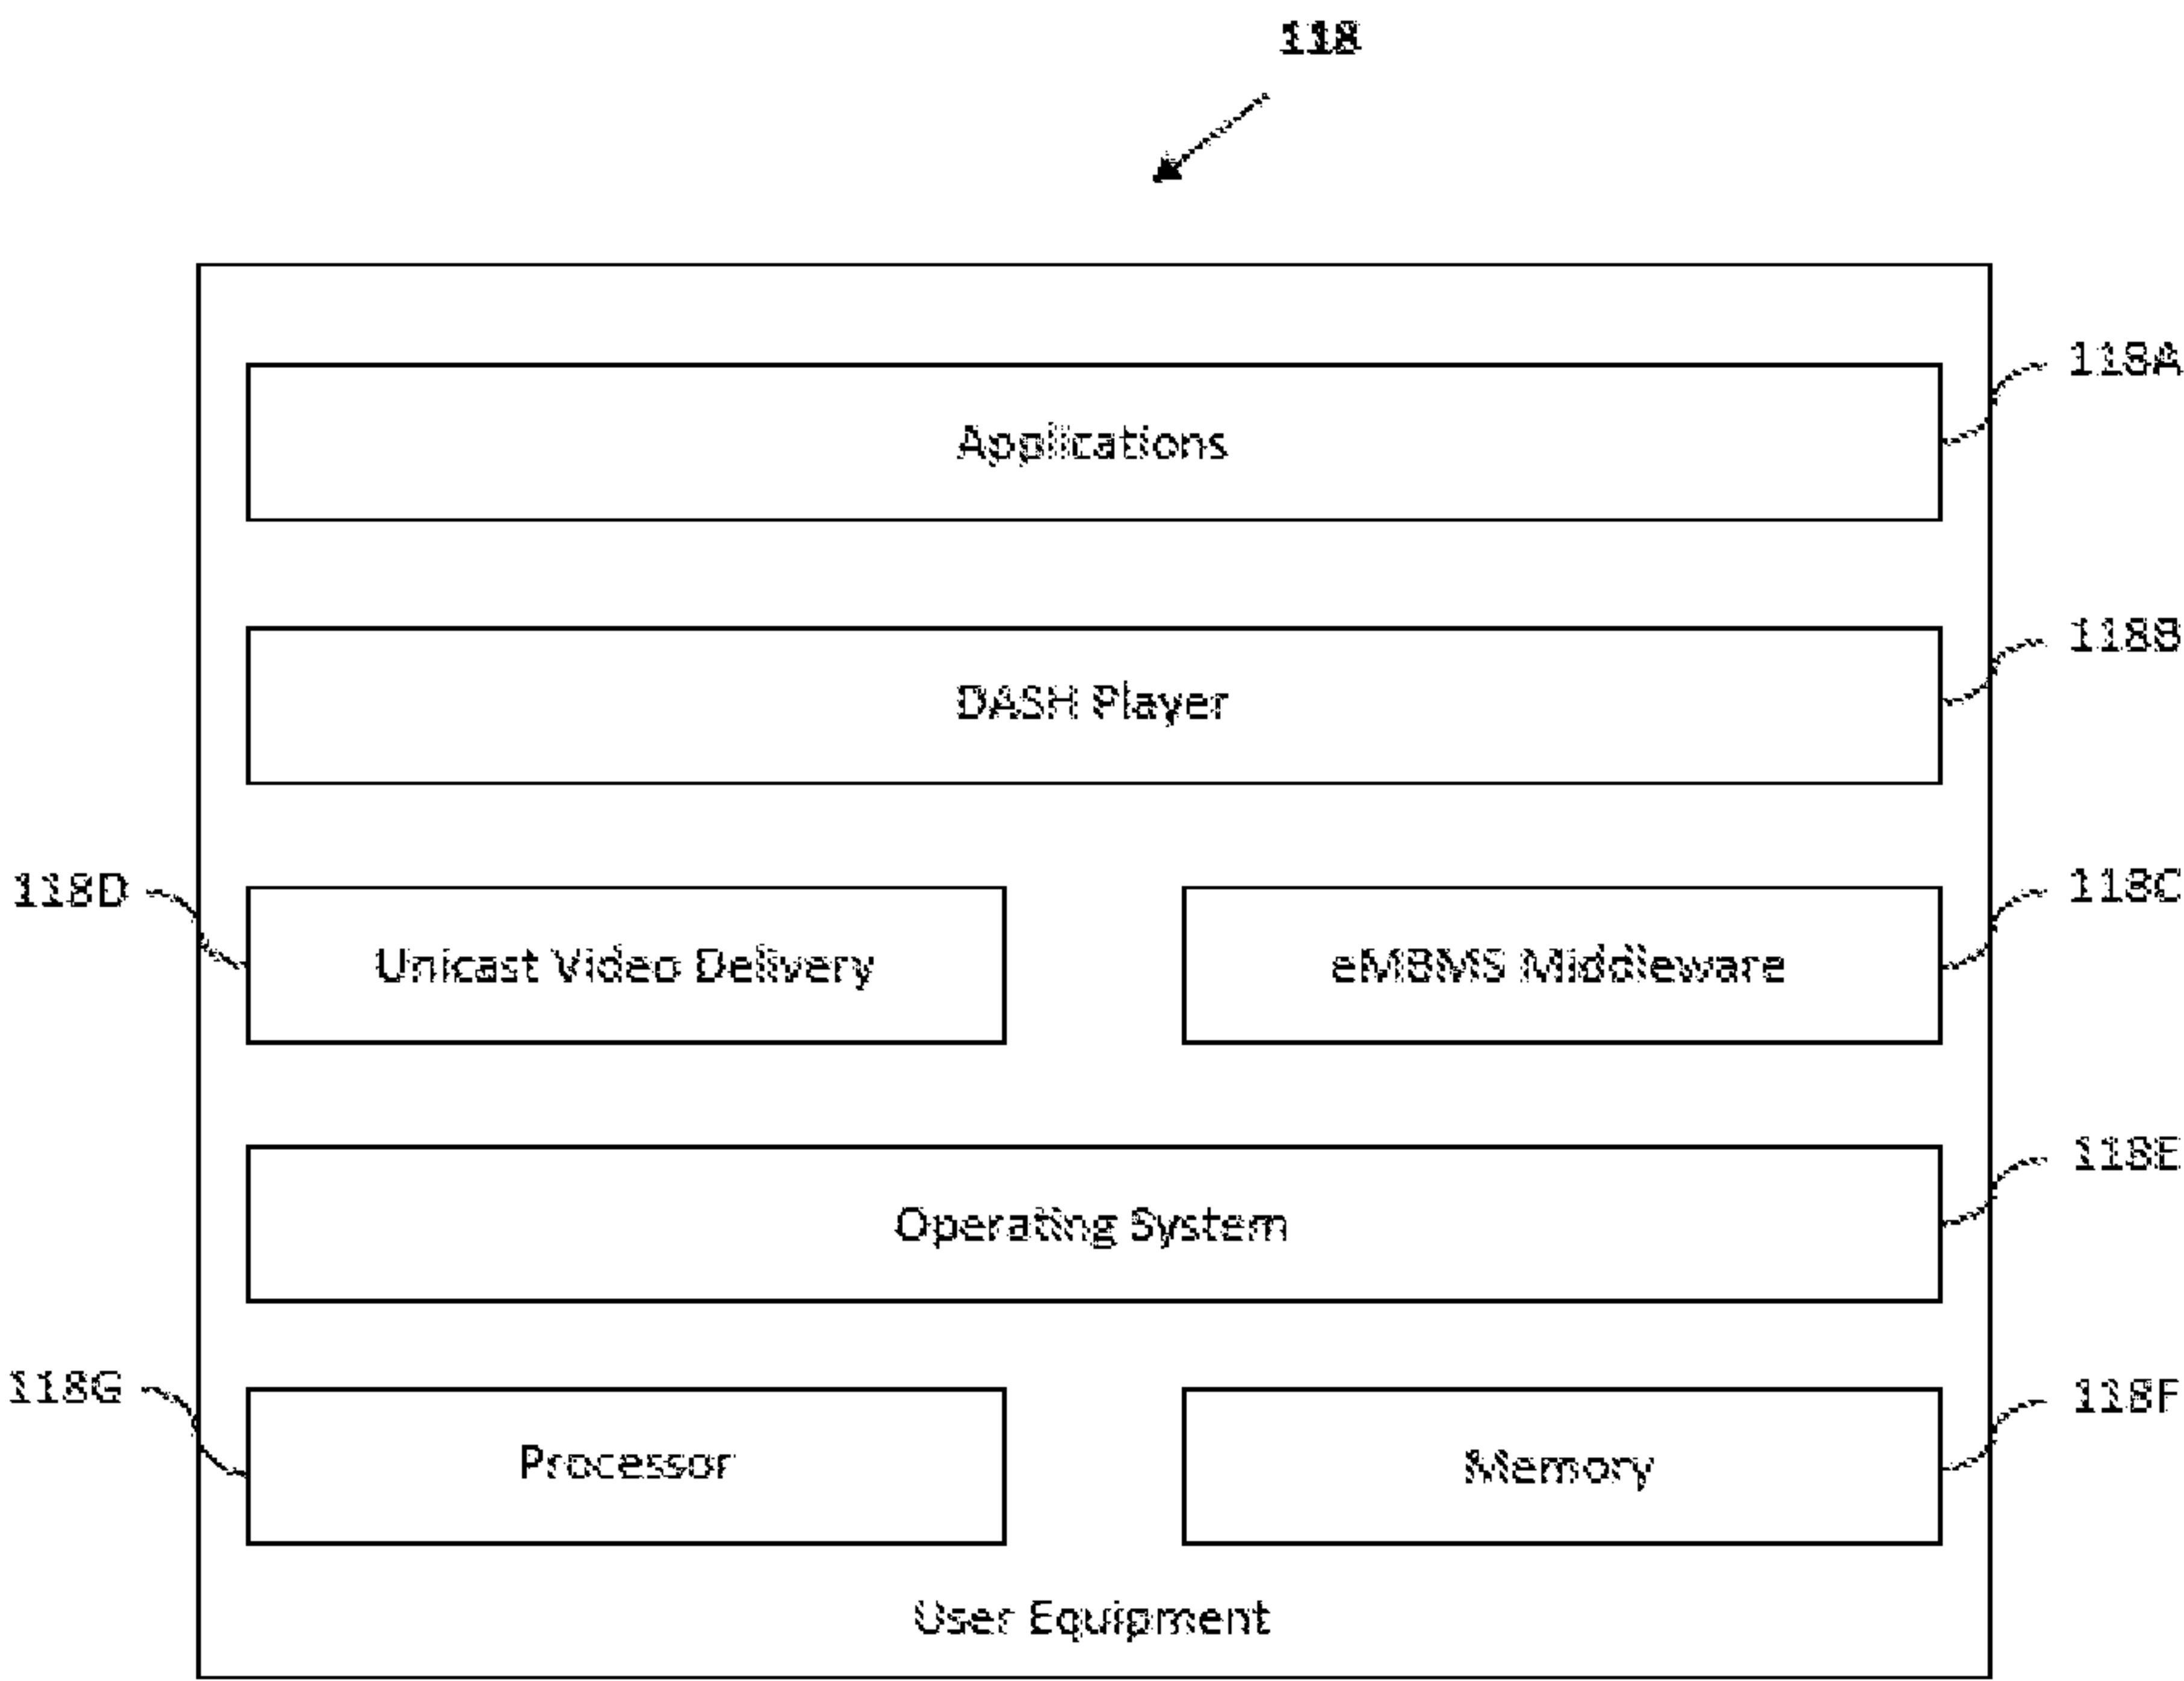 118
118A
Applications
118B
DASH Player
118D
118C
Unicast Video Delivery
eMBMS Middleware
118E
Operating System
118G
118F
Processor
Memory
User Equipment